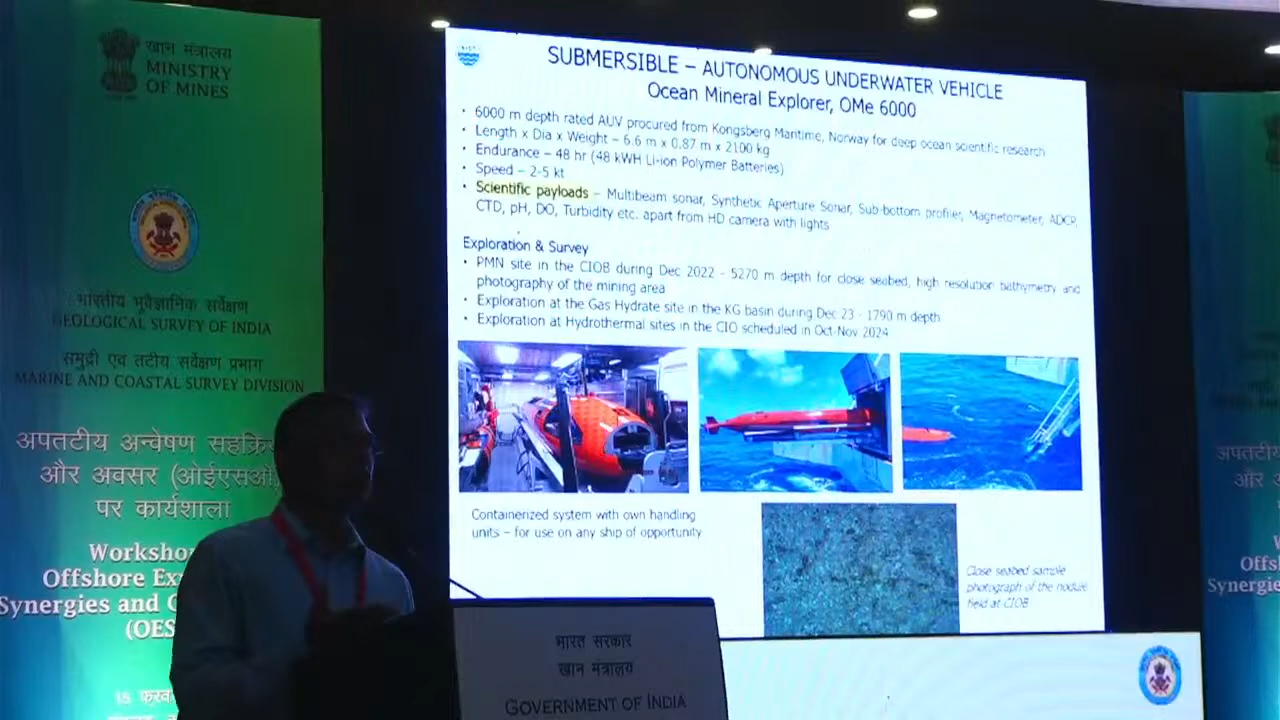 खान मंत्रालय
MINISTRY
OF MINES
भारतीय भूवैज्ञानिक सर्वेक्षण
GEOLOGICAL SURVEY OF INDIA
समुद्री एवं तटीय सर्वेक्षण प्रभाग
MARINE AND COASTAL SURVEY DIVISION
अपतटीय अन्वेषण
और अवसर (ओईएसओ)
पर कार्यशाला
Offshore
Synergies and
(OES
SUBMERSIBLE – AUTONOMOUS UNDERWATER VEHICLE
Ocean Mineral Explorer, OMe 6000
• 6000 m depth rated AUV procured from Kongsberg Maritime, Norway for deep ocean scientific research
• Length x Dia x Weight – 6.6 m x 0.87 m x 2100 kg
• Endurance – 48 hr (48 kWH Li-ion Polymer Batteries)
• Speed – 2-5 kt
• Scientific payloads – Multibeam sonar, Synthetic Aperture Sonar, Sub-bottom profiler, Magnetometer, ADCP,
CTD, pH, DO, Turbidity etc. apart from HD camera with lights
Exploration & Survey
• PMN site in the CIOB during Dec 2022 - 5270 m depth for close seabed, high resolution bathymetry and
photography of the mining area
• Exploration at the Gas Hydrate site in the KG basin during Dec 23 - 1790 m depth
• Exploration at Hydrothermal sites in the CIO scheduled in Oct-Nov 2024
Containerized system with own handling
units – for use on any ship of opportunity
Close seabed sample
photograph of the nodule
field at CIOB
भारत सरकार
खान मंत्रालय
GOVERNMENT OF INDIA
अपतटीय
और
Synergies